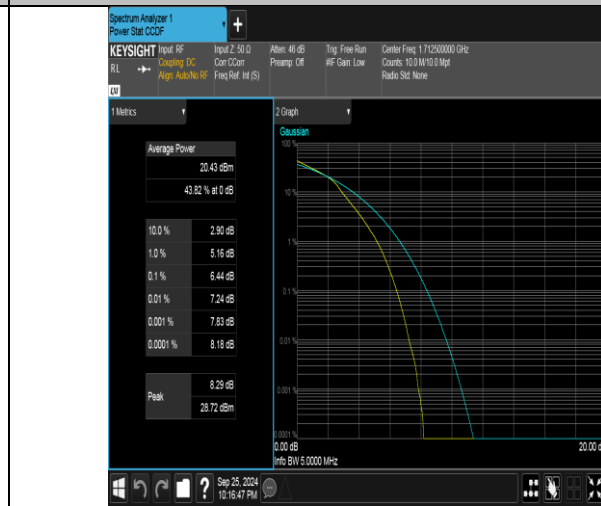 Spectrum Analyzer 1
Power Stat CCDF
+
KEYSIGHT
RL
LXI
Input: RF
Coupling: DC
Align: Auto/No RF
Input Z: 50 Ω
Corr CCorr
Freq Ref: Int (S)
Atten: 46 dB
Preamp: Off
Trig: Free Run
#IF Gain: Low
Center Freq: 1.712500000 GHz
Counts: 10.0 M/10.0 Mpt
Radio Std: None
1 Metrics
Average Power
20.43 dBm
43.82 % at 0 dB
10.0 % 2.90 dB
1.0 % 5.16 dB
0.1 % 6.44 dB
0.01 % 7.24 dB
0.001 % 7.83 dB
0.0001 % 8.18 dB
Peak
8.29 dB
28.72 dBm
2 Graph
Gaussian
100 %
10 %
1 %
0.1 %
0.01 %
0.001 %
0.0001 %
0.00 dB
20.00 d
Info BW 5.0000 MHz
?
Sep 25, 2024
10:16:47 PM